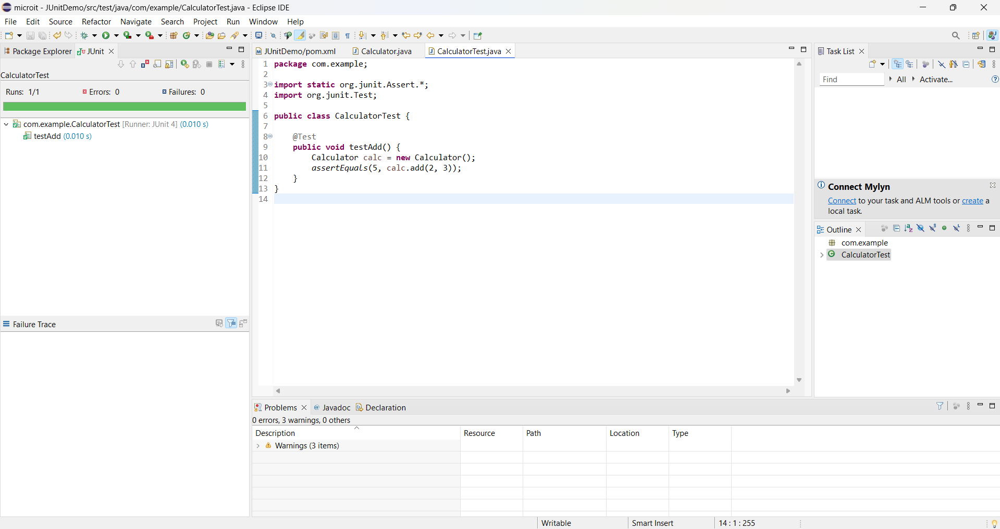 microit - JUnitDemo/src/test/java/com/example/CalculatorTest.java - Eclipse IDE
File Edit Source Refactor Navigate Search Project Run Window Help
Package Explorer JUnit
CalculatorTest
Runs: 1/1 Errors: 0 Failures: 0
com.example.CalculatorTest [Runner: JUnit 4] (0.010 s)
testAdd (0.010 s)
Failure Trace
JUnitDemo/pom.xml Calculator.java CalculatorTest.java
1 package com.example;
2
3 import static org.junit.Assert.*;
4 import org.junit.Test;
5
6 public class CalculatorTest {
7
8 @Test
9 public void testAdd() {
10 Calculator calc = new Calculator();
11 assertEquals(5, calc.add(2, 3));
12 }
13 }
14
Task List
Find All Activate...
Connect Mylyn
Connect to your task and ALM tools or create a
local task.
Outline
com.example
CalculatorTest
Problems Javadoc Declaration
0 errors, 3 warnings, 0 others
Description Resource Path Location Type
Warnings (3 items)
Writable Smart Insert 14 : 1 : 255